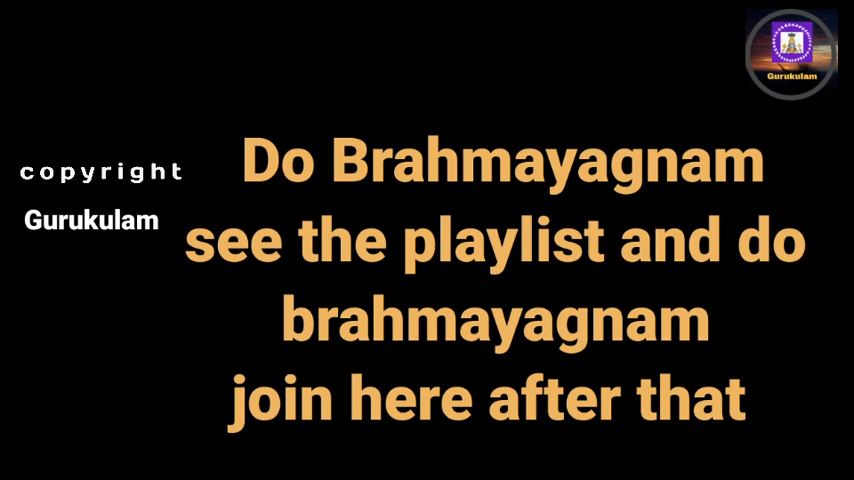 Gurukulam
copyright
Gurukulam
Do Brahmayagnam
see the playlist and do
brahmayagnam
join here after that